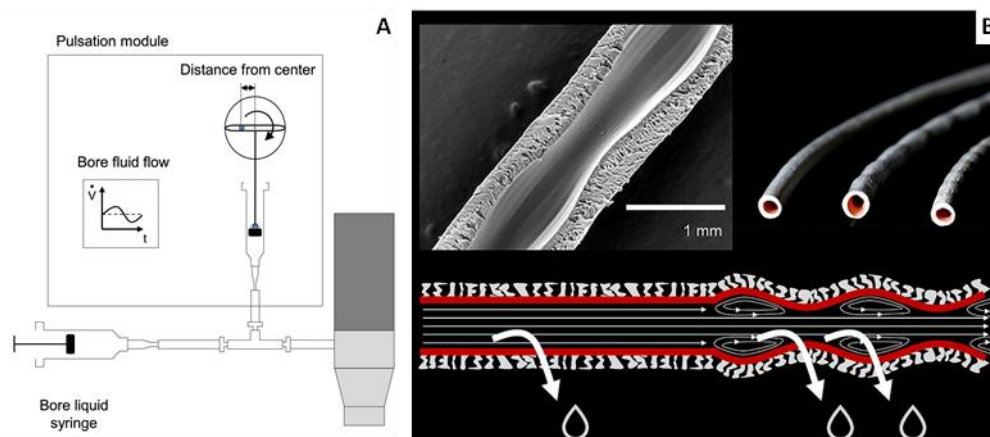 A
Pulsation module
Distance from center
Bore fluid flow
V̇
t
Bore liquid
syringe
B
1 mm